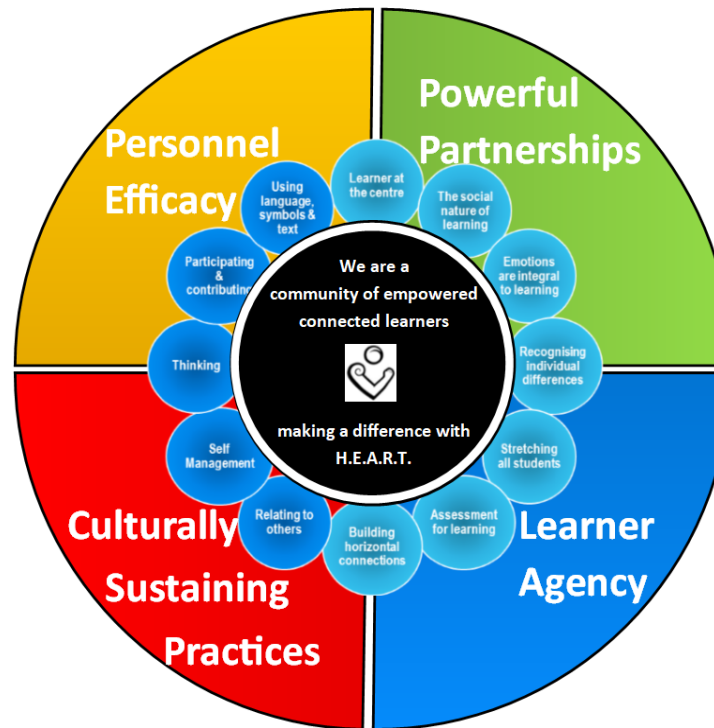 Personnel
Efficacy
Powerful
Partnerships
Learner at
the centre
The social
nature of
learning
Emotions
are integral
to learning
Recognising
individual
differences
Stretching
all students
Assessment
for learning
Building
horizontal
connections
Relating to
others
Self
Management
Thinking
Participating
&
contributing
Using
language,
symbols &
text
We are a
community of empowered
connected learners
making a difference with
H.E.A.R.T.
Culturally
Sustaining
Practices
Learner
Agency